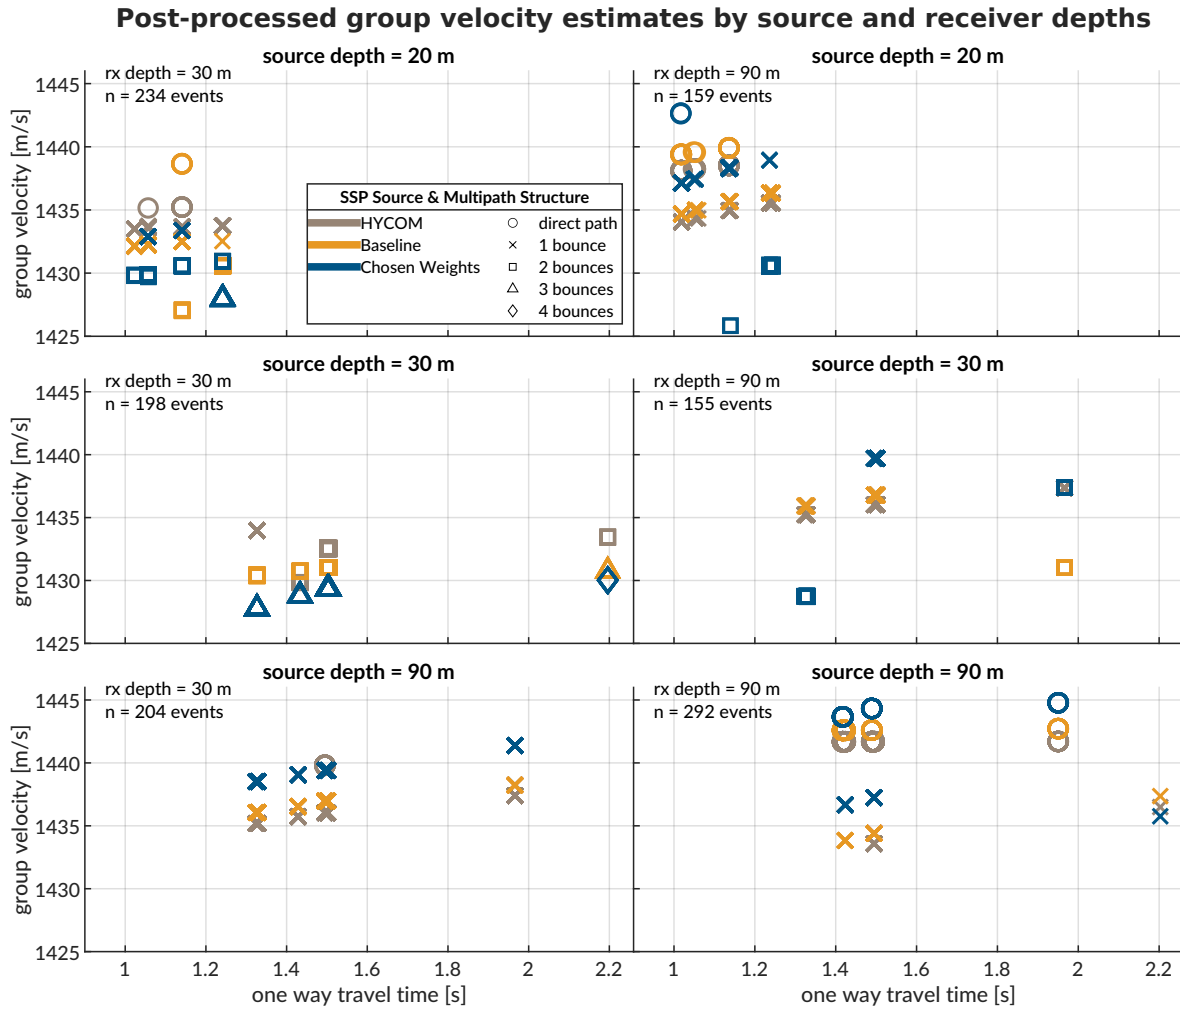 Post-processed group velocity estimates by source and receiver depths
source depth = 20 m
rx depth = 30 m
n = 234 events
group velocity [m/s]
1445
1440
1435
1430
1425
SSP Source & Multipath Structure
HYCOM
direct path
Baseline
1 bounce
Chosen Weights
2 bounces
3 bounces
4 bounces
source depth = 20 m
rx depth = 90 m
n = 159 events
source depth = 30 m
rx depth = 30 m
n = 198 events
group velocity [m/s]
1445
1440
1435
1430
1425
source depth = 30 m
rx depth = 90 m
n = 155 events
source depth = 90 m
rx depth = 30 m
n = 204 events
group velocity [m/s]
1445
1440
1435
1430
1425
1 1.2 1.4 1.6 1.8 2 2.2
one way travel time [s]
source depth = 90 m
rx depth = 90 m
n = 292 events
1 1.2 1.4 1.6 1.8 2 2.2
one way travel time [s]